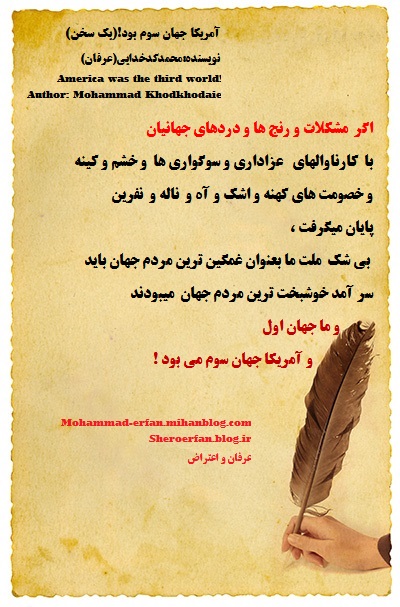 آمریکا جهان سوم بود!(یک سخن)
نویسنده:محمدکدخدایی(عرفان)
America was the third world!
Author: Mohammad Khodkhodaie
اگر مشکلات و رنج ها و دردهای جهانیان
با کارناوالهای عزاداری و سوگواری ها و خشم و کینه
و خصومت های کهنه و اشک و آه و ناله و نفرین
پایان میگرفت ،
بی شک ملت ما بعنوان غمگین ترین مردم جهان باید
سر آمد خوشبخت ترین مردم جهان میبودند
و ما جهان اول
و آمریکا جهان سوم می بود !
Mohammad-erfan.mihanblog.com
Sheroerfan.blog.ir
عرفان و اعتراض